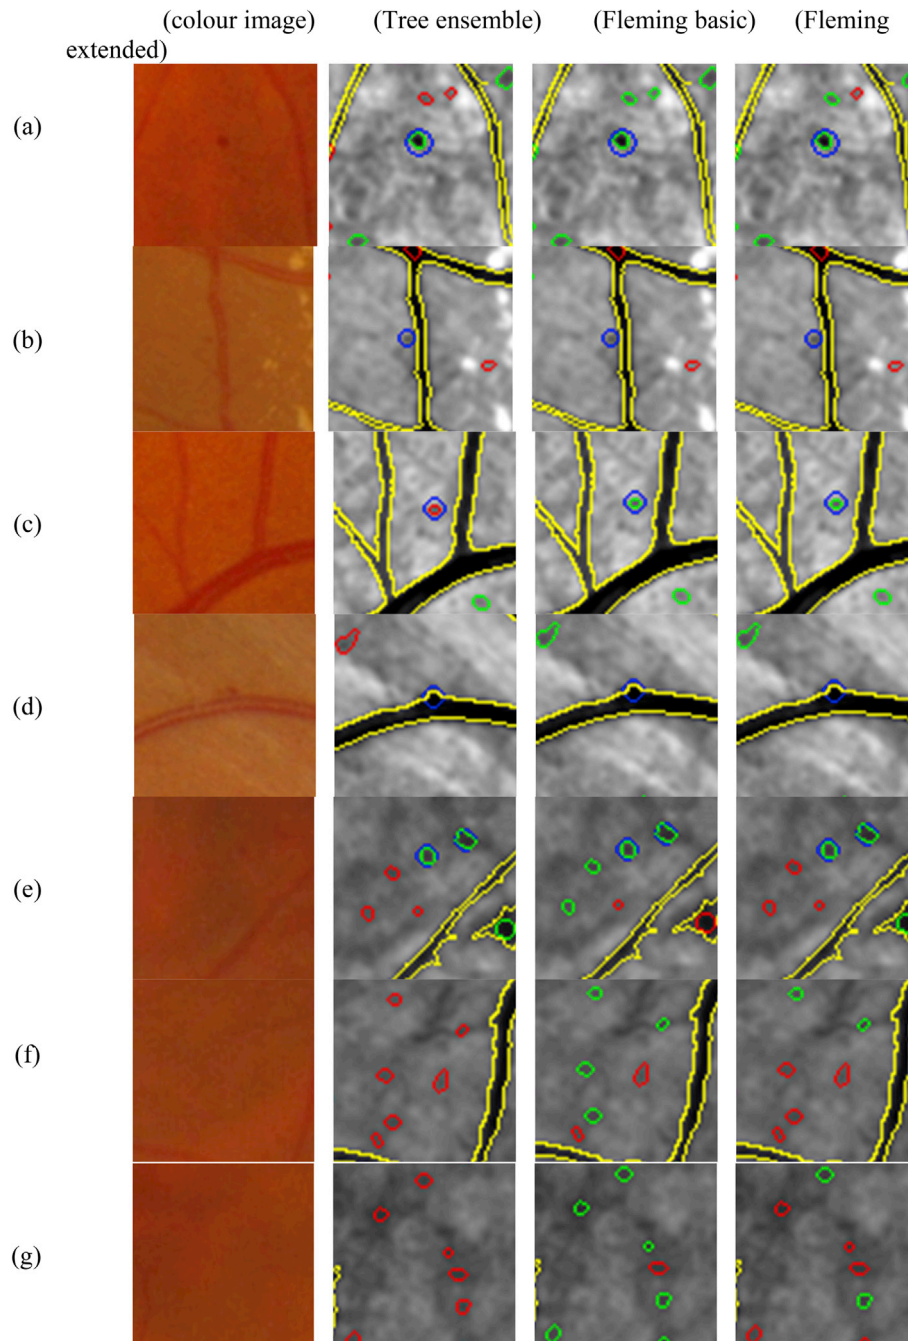 (colour image) (Tree ensemble) (Fleming basic) (Fleming
extended)
(a)
(b)
(c)
(d)
(e)
(f)
(g)